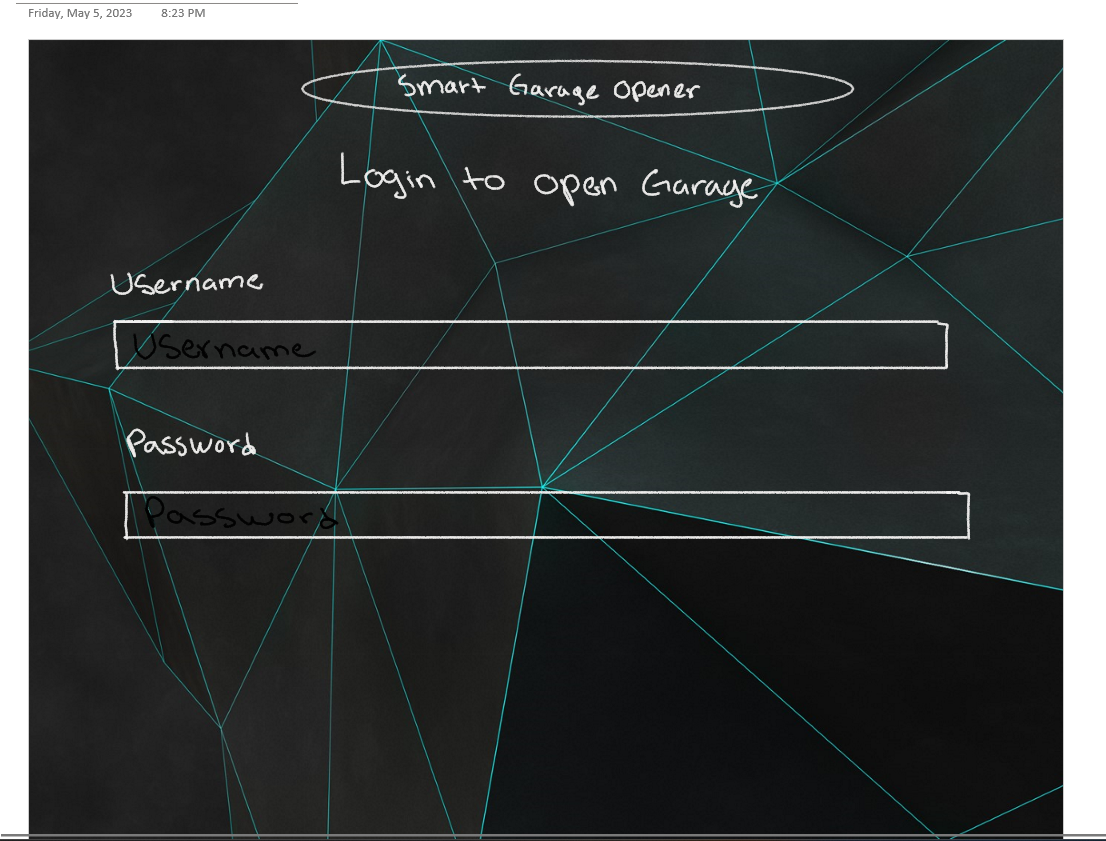 Friday, May 5, 2023 8:23 PM
Smart Garage Opener
Login to open Garage
Username
Username
Password
Password